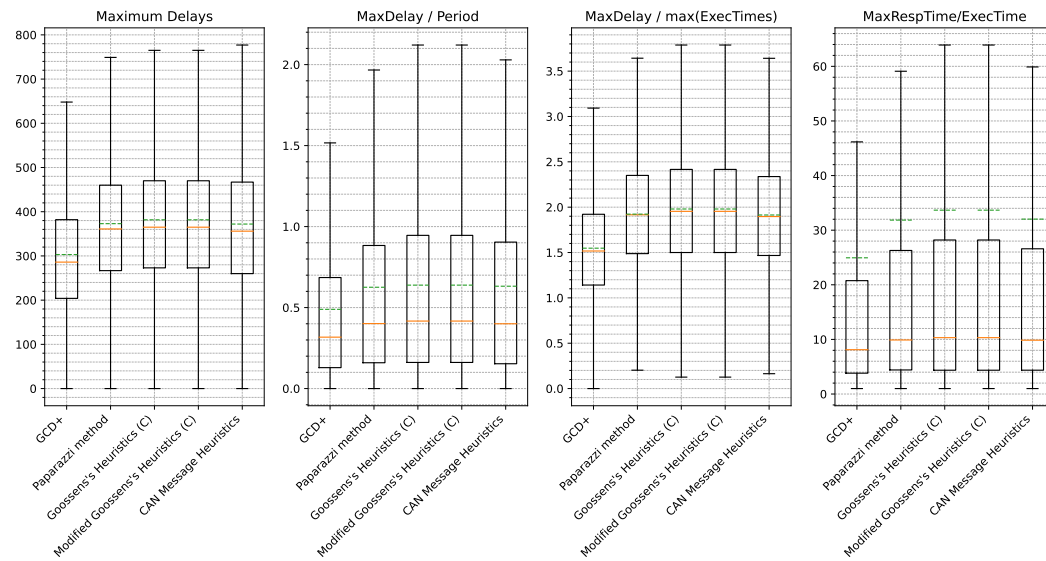 Maximum Delays
800
700
600
500
400
300
200
100
0
GCD+
Paparazzi method
Goossens's Heuristics (C)
Modified Goossens's Heuristics (C)
CAN Message Heuristics
MaxDelay / Period
2.0
1.5
1.0
0.5
0.0
GCD+
Paparazzi method
Goossens's Heuristics (C)
Modified Goossens's Heuristics (C)
CAN Message Heuristics
MaxDelay / max(ExecTimes)
3.5
3.0
2.5
2.0
1.5
1.0
0.5
0.0
GCD+
Paparazzi method
Goossens's Heuristics (C)
Modified Goossens's Heuristics (C)
CAN Message Heuristics
MaxRespTime/ExecTime
60
50
40
30
20
10
0
GCD+
Paparazzi method
Goossens's Heuristics (C)
Modified Goossens's Heuristics (C)
CAN Message Heuristics